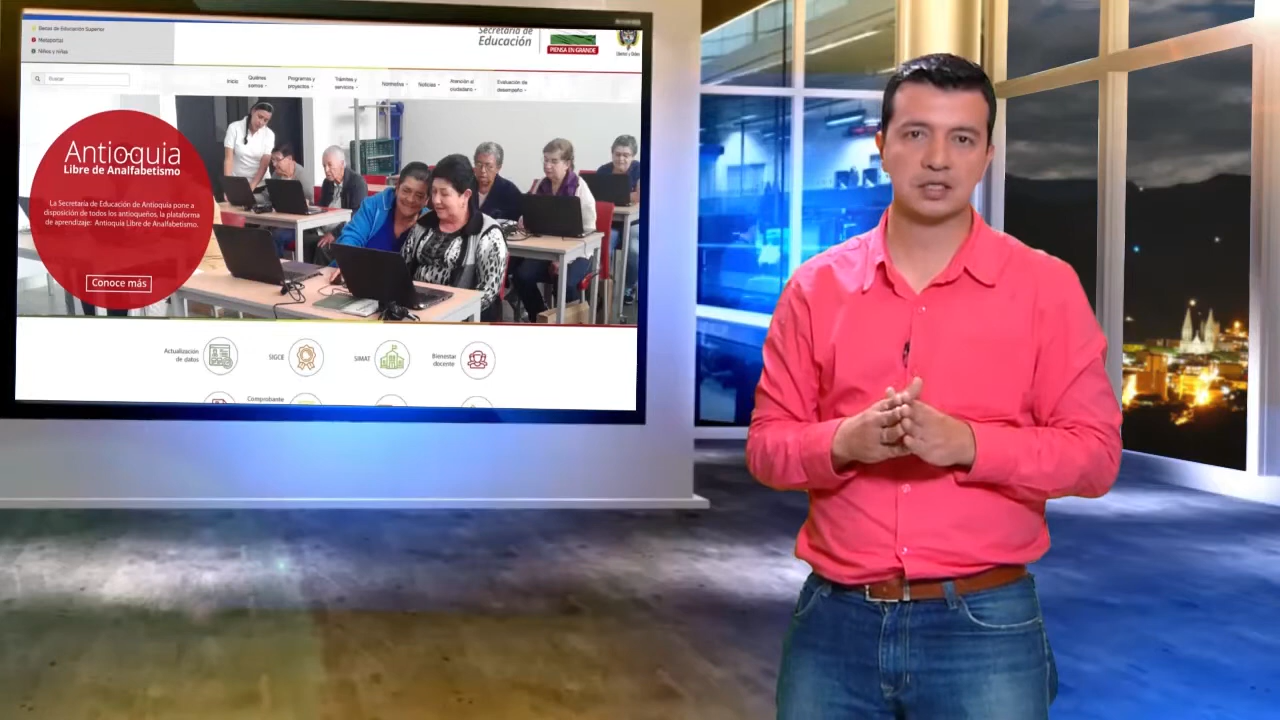 Becas de Educación Superior
Mataportal
Niños y niñas
Secretaría de
Educación
PIENSA EN GRANDE
Buscar
Inicio
Quiénes
somos
Programas y
proyectos
Trámites y
servicios
Normativa
Noticias
Atención al
ciudadano
Evaluación de
desempeño
Antioquia
Libre de Analfabetismo
La Secretaría de Educación de Antioquia pone a
disposición de todos los antioqueños, la plataforma
de aprendizaje: Antioquia Libre de Analfabetismo.
Conoce más
Actualización
de datos
SIGCE
SIMAT
Bienestar
docente
Comprobante